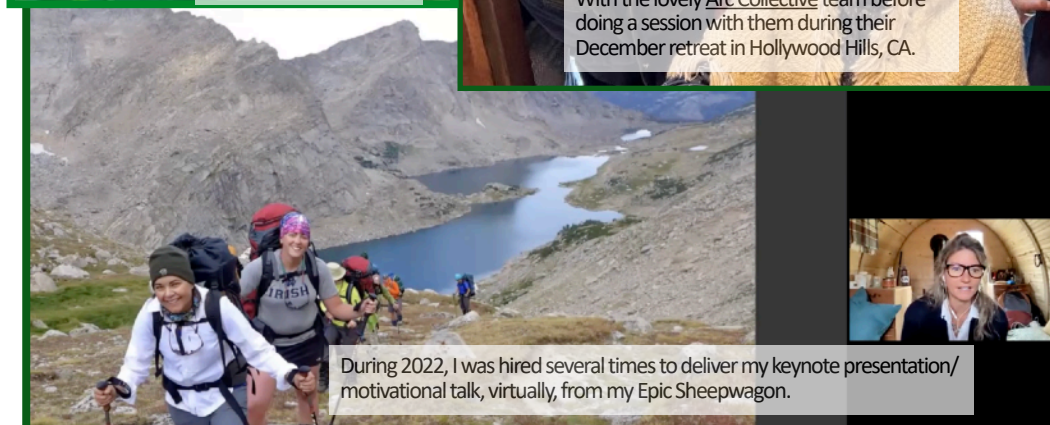 With the lovely Arc Collective team before
doing a session with them during their
December retreat in Hollywood Hills, CA.
IRISH
During 2022, I was hired several times to deliver my keynote presentation/
motivational talk, virtually, from my Epic Sheepwagon.